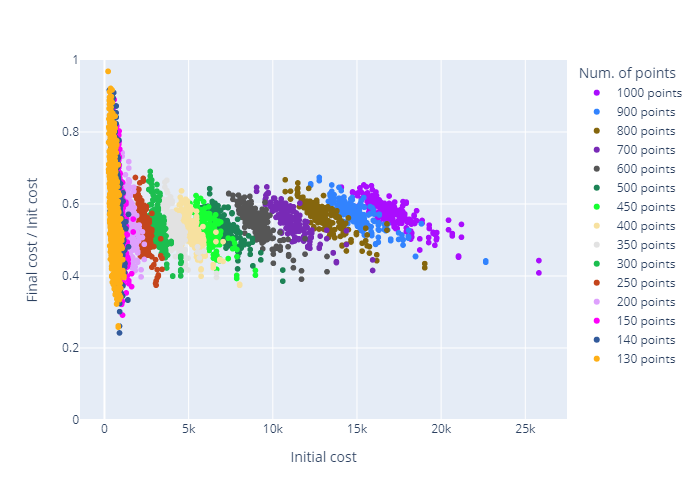 Num. of points
1000 points
900 points
800 points
700 points
600 points
500 points
450 points
400 points
350 points
300 points
250 points
200 points
150 points
140 points
130 points
Final cost / Init cost
1
0.8
0.6
0.4
0.2
0
0 5k 10k 15k 20k 25k
Initial cost